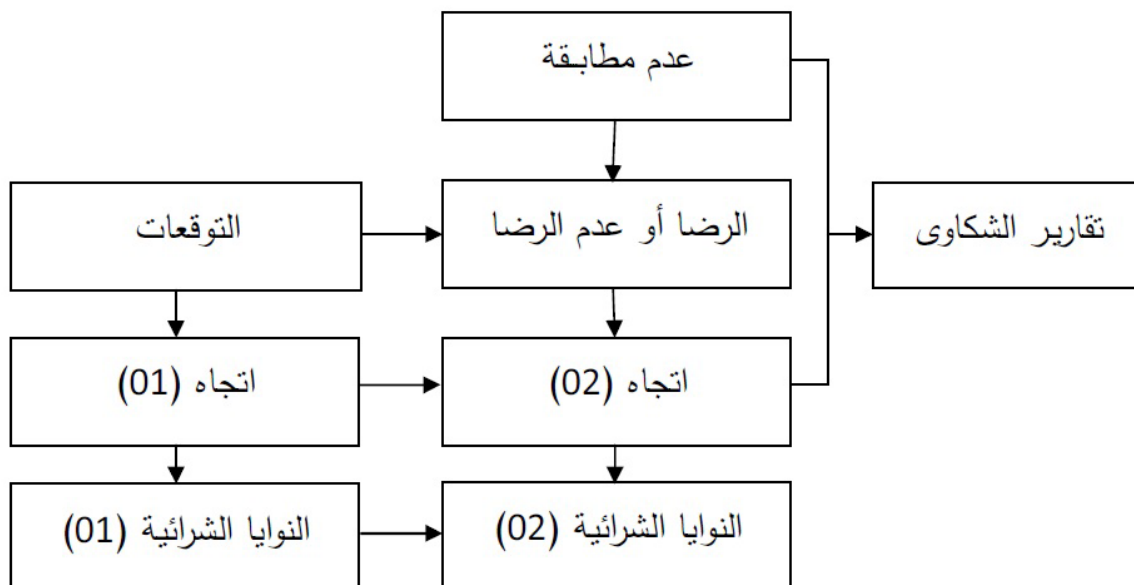 عدم مطابقة
تقارير الشكاوى
الرضا أو عدم الرضا
التوقعات
اتجاه (02)
اتجاه (01)
النوايا الشرائية (02)
النوايا الشرائية (01)